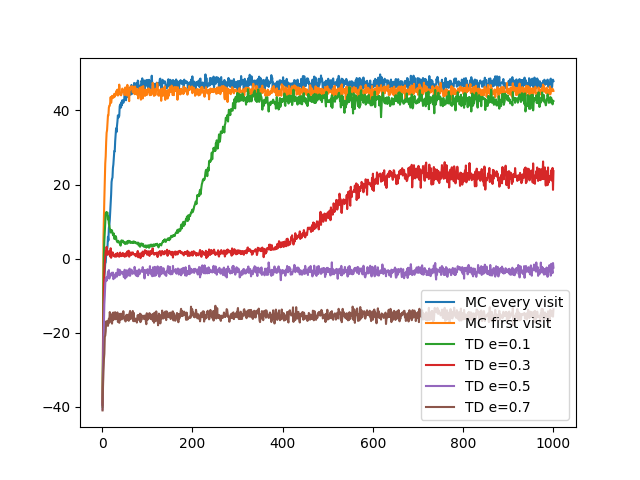 40
20
0
−20
−40
0
200
400
600
800
1000
MC every visit
MC first visit
TD e=0.1
TD e=0.3
TD e=0.5
TD e=0.7